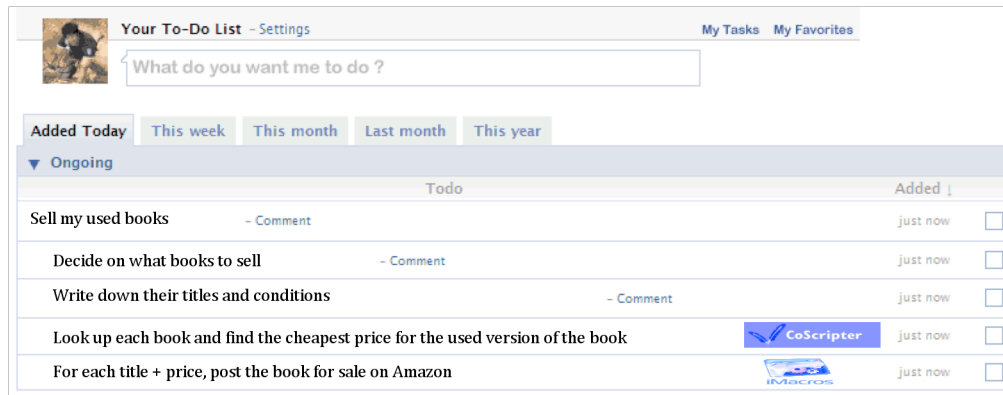 Your To-Do List – Settings My Tasks My Favorites
What do you want me to do ?
Added Today This week This month Last month This year
▼ Ongoing
Todo Added ↓
Sell my used books – Comment just now
Decide on what books to sell – Comment just now
Write down their titles and conditions – Comment just now
Look up each book and find the cheapest price for the used version of the book CoScripter just now
For each title + price, post the book for sale on Amazon iMacros just now